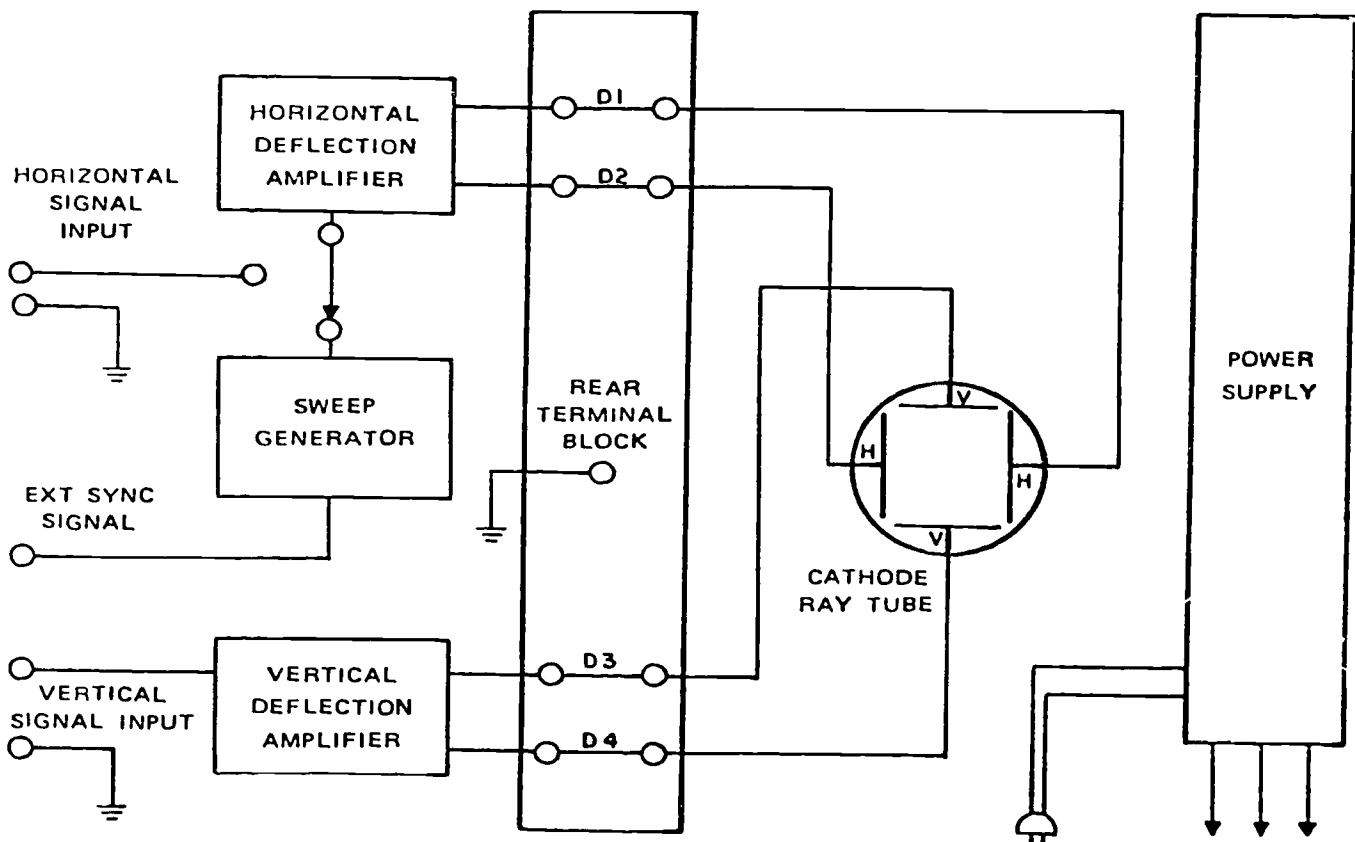 HORIZONTAL
DEFLECTION
AMPLIFIER
D1
D2
HORIZONTAL
SIGNAL
INPUT
SWEEP
GENERATOR
REAR
TERMINAL
BLOCK
POWER
SUPPLY
V
H
H
V
EXT SYNC
SIGNAL
CATHODE
RAY TUBE
VERTICAL
SIGNAL INPUT
VERTICAL
DEFLECTION
AMPLIFIER
D3
D4